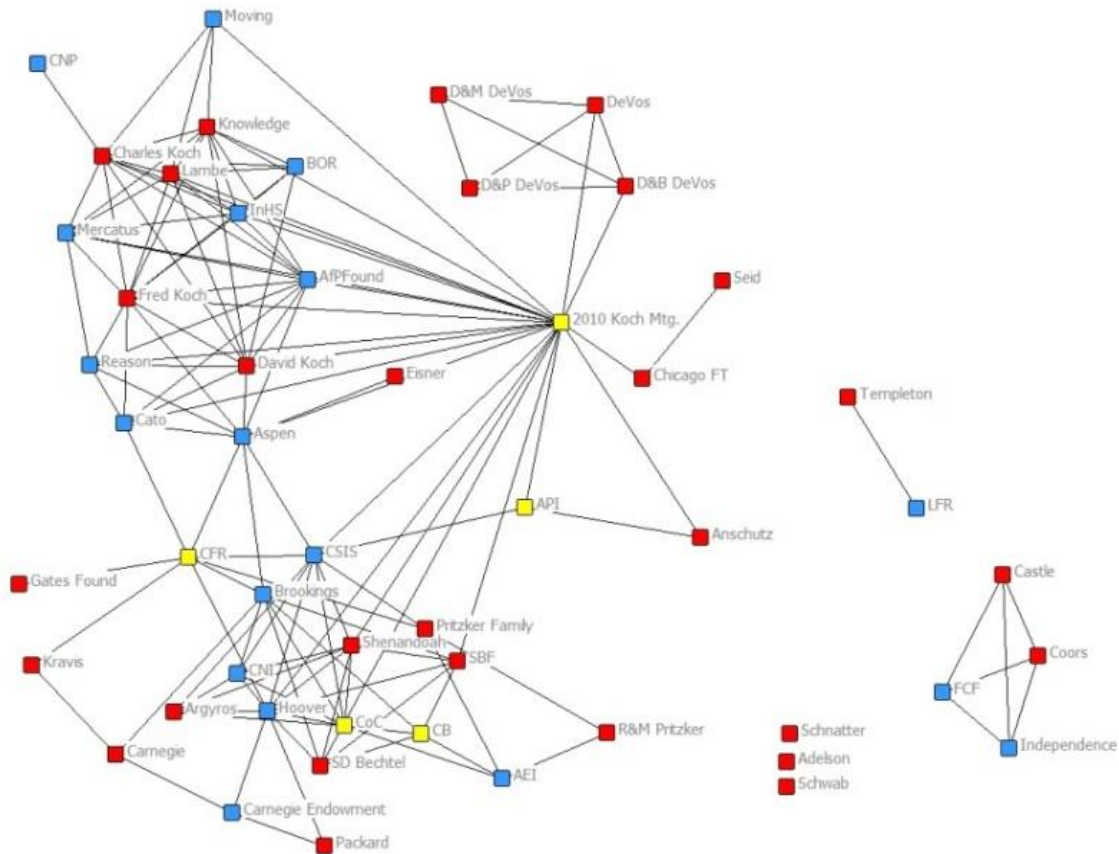 Moving
CNP
D&M DeVos
DeVos
Knowledge
Charles Koch
BOR
Lambe
D&P DeVos
D&B DeVos
InHS
Mercatus
AfPFound
Seid
Fred Koch
2010 Koch Mtg.
Reason
David Koch
Eisner
Chicago FT
Templeton
Cato
Aspen
API
LFR
Anschutz
CFR
CSIS
Gates Found
Castle
Brookings
Pritzker Family
Shenandoah
Coors
Kravis
SBF
CNI
FCF
Argyros
Hoover
CoC
CB
R&M Pritzker
Schnatter
Independence
Carnegie
SD Bechtel
Adelson
AEI
Schwab
Carnegie Endowment
Packard